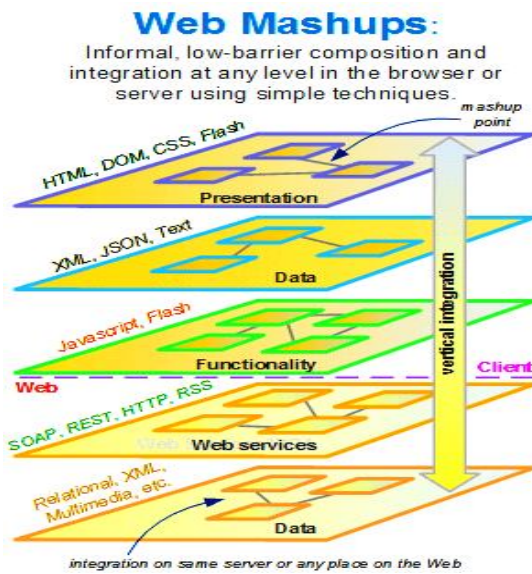 Web Mashups:
Informal, low-barrier composition and
integration at any level in the browser or
server using simple techniques.
mashup
point
HTML, DOM, CSS, Flash
Presentation
XML, JSON, Text
Data
Javascript, Flash
Functionality
vertical integration
Web
Client
SOAP, REST, HTTP, RSS
Web services
Relational, XML,
Multimedia, etc.
Data
integration on same server or any place on the Web